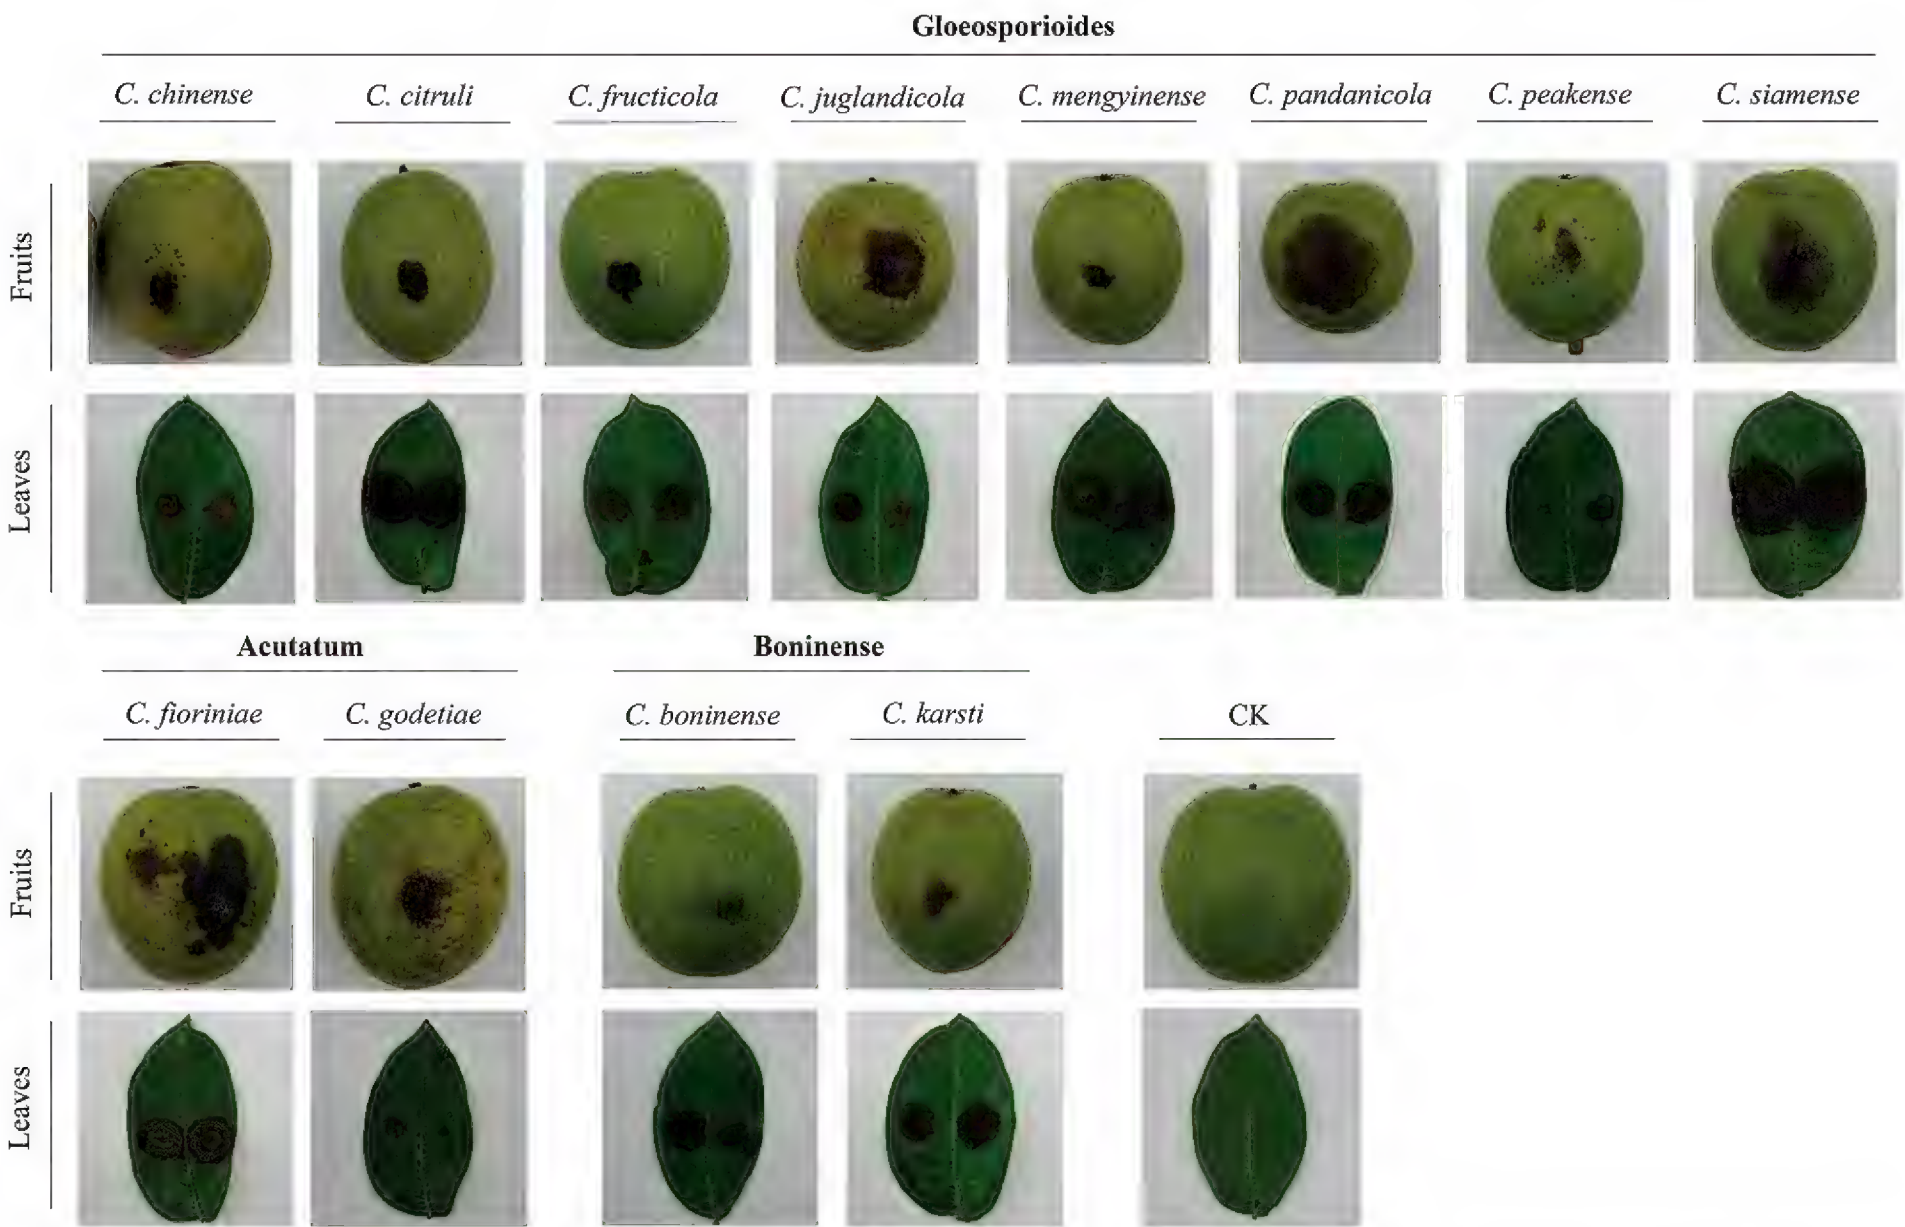 Gloeosporioides
C. chinense C. citruli C. fructicola C. juglandicola C. mengyinense C. pandanicola C. peakense C. siamense
Fruits
Leaves
Acutatum Boninense
C. fioriniae C. godetiae C. boninense C. karsti CK
Fruits
Leaves